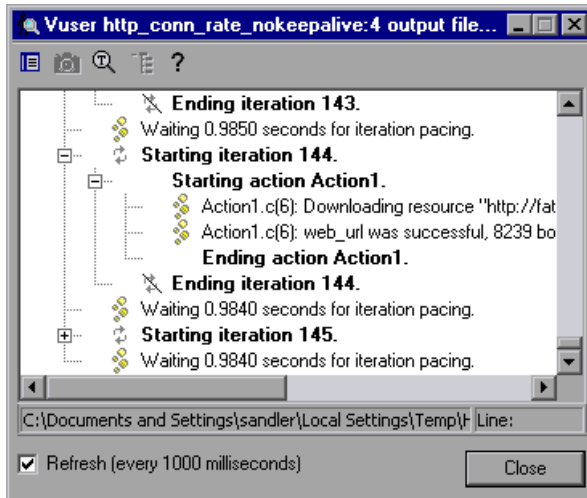 Vuser http_conn_rate_nokeepalive:4 output file...
Ending iteration 143.
Waiting 0.9850 seconds for iteration pacing.
Starting iteration 144.
Starting action Action1.
Action1.c(6): Downloading resource "http://fat
Action1.c(6): web_url was successful, 8239 bo
Ending action Action1.
Ending iteration 144.
Waiting 0.9840 seconds for iteration pacing.
Starting iteration 145.
Waiting 0.9840 seconds for iteration pacing.
C:\Documents and Settings\sandler\Local Settings\Temp\ Line:
Refresh (every 1000 milliseconds)
Close